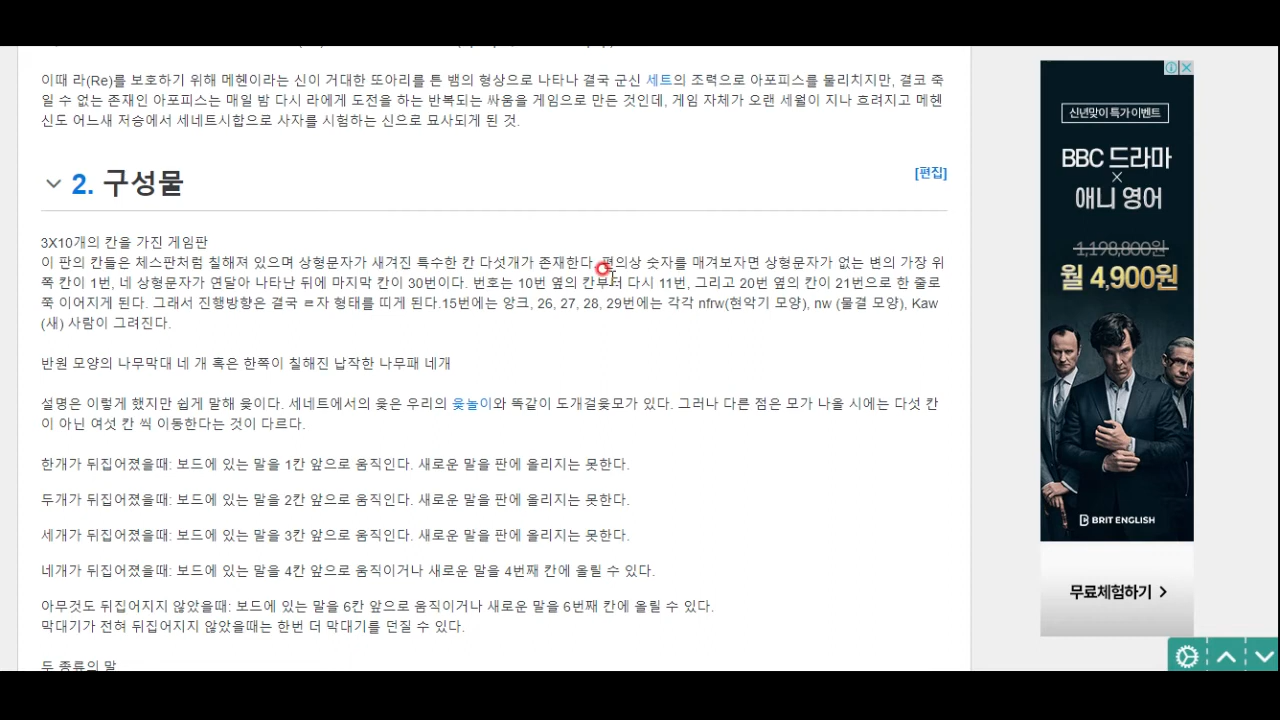 이때 라(Re)를 보호하기 위해 메헨이라는 신이 거대한 또아리를 튼 뱀의 형상으로 나타나 결국 군신 세트의 조력으로 아포피스를 물리치지만, 결코 죽
일 수 없는 존재인 아포피스는 매일 밤 다시 라에게 도전을 하는 반복되는 싸움을 게임으로 만든 것인데, 게임 자체가 오랜 세월이 지나 흐려지고 메헨
신도 어느새 저승에서 세네트시합으로 사자를 시험하는 신으로 묘사되게 된 것.
2. 구성물
[편집]
3X10개의 칸을 가진 게임판
이 판의 칸들은 체스판처럼 칠해져 있으며 상형문자가 새겨진 특수한 칸 다섯개가 존재한다. 편의상 숫자를 매겨보자면 상형문자가 없는 변의 가장 위
쪽 칸이 1번, 네 상형문자가 연달아 나타난 뒤에 마지막 칸이 30번이다. 번호는 10번 옆의 칸부터 다시 11번, 그리고 20번 옆의 칸이 21번으로 한 줄로
쭉 이어지게 된다. 그래서 진행방향은 결국 ㄹ자 형태를 띠게 된다.15번에는 앙크, 26, 27, 28, 29번에는 각각 nfrw(현악기 모양), nw (물결 모양), Kaw
(새) 사람이 그려진다.
반원 모양의 나무막대 네 개 혹은 한쪽이 칠해진 납작한 나무패 네개
설명은 이렇게 했지만 쉽게 말해 윷이다. 세네트에서의 윷은 우리의 윷놀이와 똑같이 도개걸윷모가 있다. 그러나 다른 점은 모가 나올 시에는 다섯 칸
이 아닌 여섯 칸 씩 이동한다는 것이 다르다.
한개가 뒤집어졌을때: 보드에 있는 말을 1칸 앞으로 움직인다. 새로운 말을 판에 올리지는 못한다.
두개가 뒤집어졌을때: 보드에 있는 말을 2칸 앞으로 움직인다. 새로운 말을 판에 올리지는 못한다.
세개가 뒤집어졌을때: 보드에 있는 말을 3칸 앞으로 움직인다. 새로운 말을 판에 올리지는 못한다.
네개가 뒤집어졌을때: 보드에 있는 말을 4칸 앞으로 움직이거나 새로운 말을 4번째 칸에 올릴 수 있다.
아무것도 뒤집어지지 않았을때: 보드에 있는 말을 6칸 앞으로 움직이거나 새로운 말을 6번째 칸에 올릴 수 있다.
막대기가 전혀 뒤집어지지 않았을때는 한번 더 막대기를 던질 수 있다.
두 종류의 말
신년맞이 특가 이벤트
BBC 드라마
×
애니 영어
1,198,800원
월 4,900원
BRIT ENGLISH
무료체험하기 >